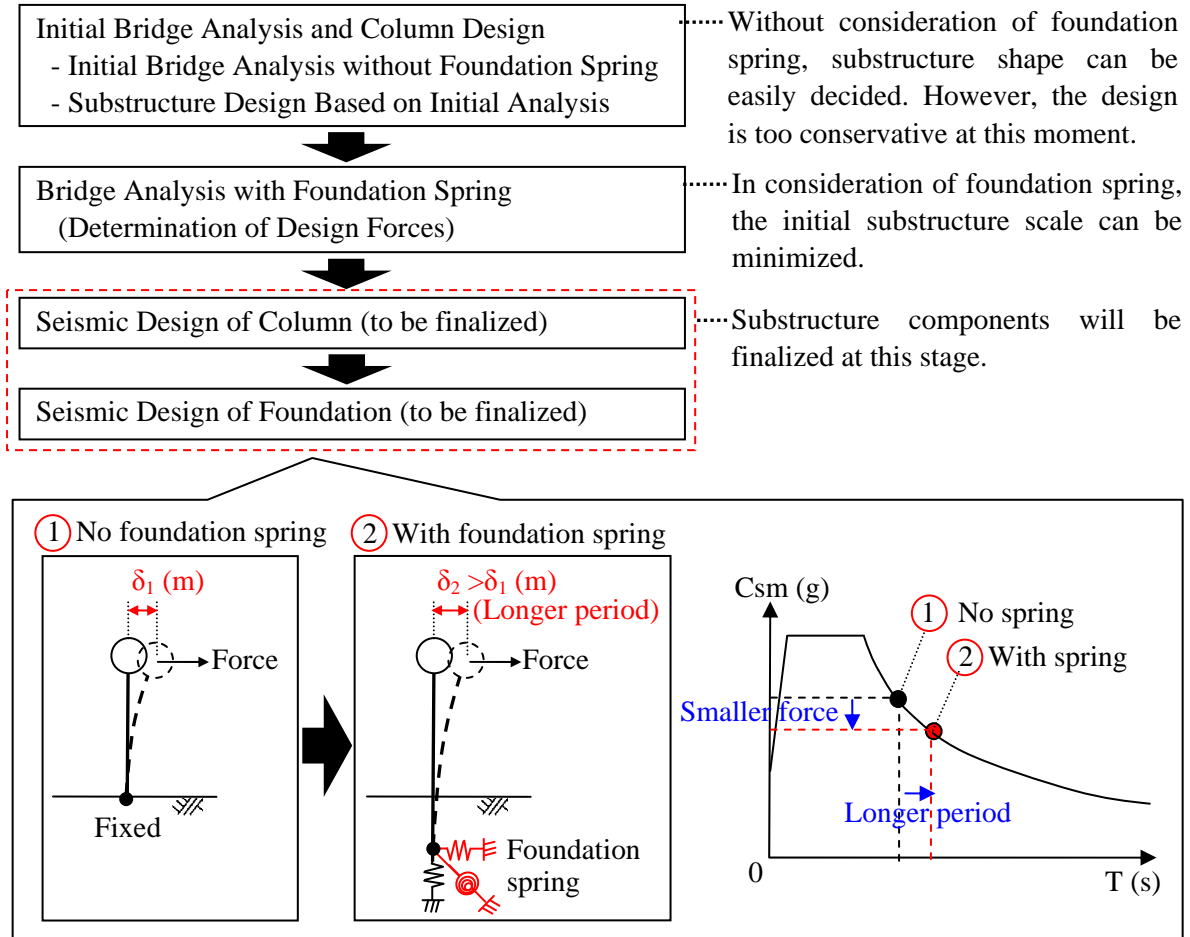 Initial Bridge Analysis and Column Design
- Initial Bridge Analysis without Foundation Spring
- Substructure Design Based on Initial Analysis
Without consideration of foundation
spring, substructure shape can be
easily decided. However, the design
is too conservative at this moment.
Bridge Analysis with Foundation Spring
(Determination of Design Forces)
In consideration of foundation spring,
the initial substructure scale can be
minimized.
Seismic Design of Column (to be finalized)
Substructure components will be
finalized at this stage.
Seismic Design of Foundation (to be finalized)
1 No foundation spring
δ1 (m)
Force
Fixed
2 With foundation spring
δ2 >δ1 (m)
(Longer period)
Force
Foundation
spring
Csm (g)
1 No spring
2 With spring
Smaller force
Longer period
0
T (s)